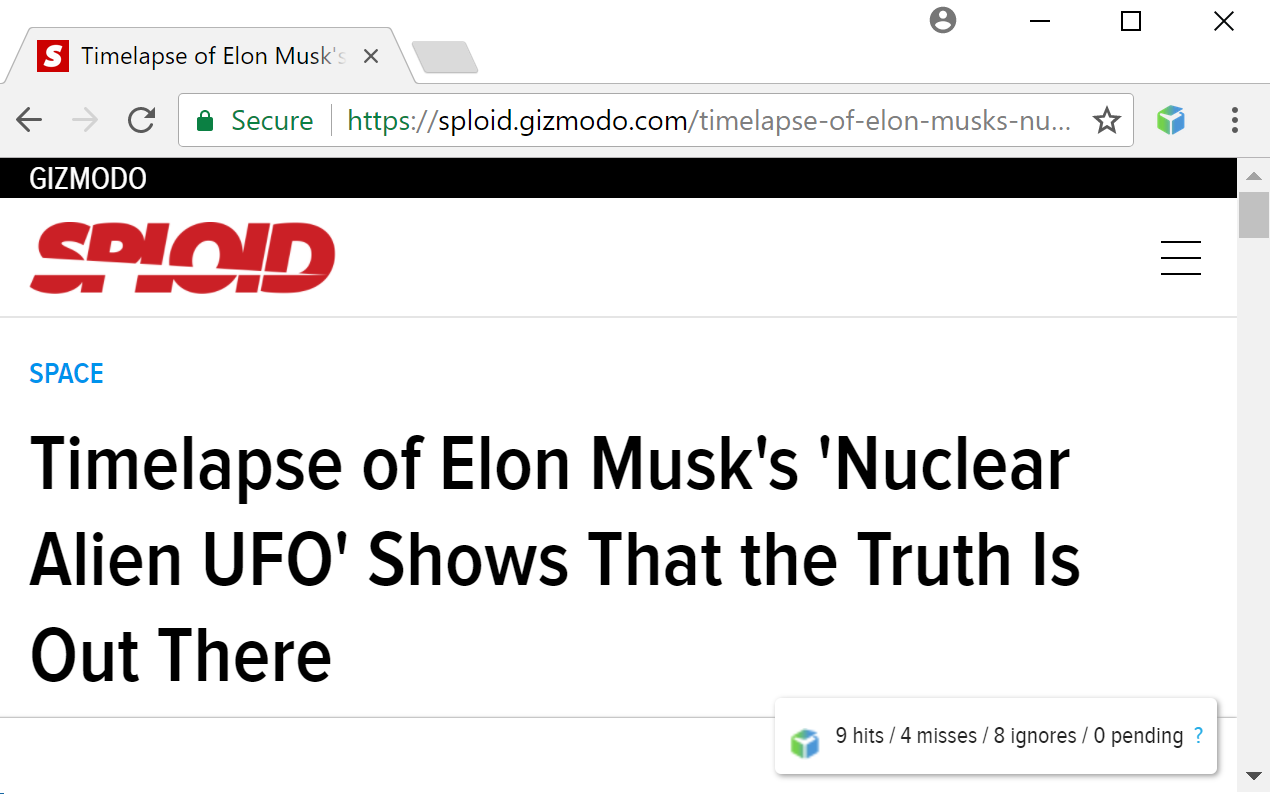 Timelapse of Elon Musk's
Secure https://sploid.gizmodo.com/timelapse-of-elon-musks-nu...
GIZMODO
SPLOID
SPACE
Timelapse of Elon Musk's 'Nuclear
Alien UFO' Shows That the Truth Is
Out There
9 hits / 4 misses / 8 ignores / 0 pending ?